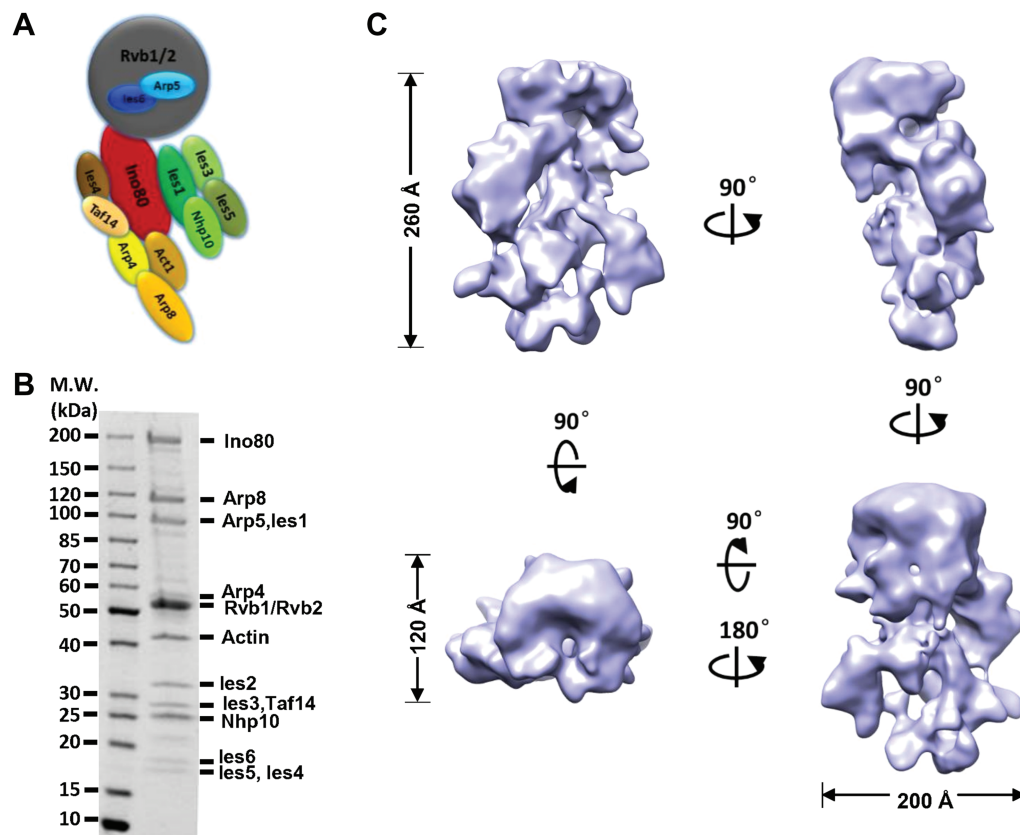 A
Rvb1/2
Arp5
Ies6
Ino80
Ies4
Taf14
Arp4
Act1
Arp8
Ies1
Ies3
Ies5
Nhp10
B
M.W.
(kDa)
200
150
120
100
85
70
60
50
40
30
25
20
15
10
Ino80
Arp8
Arp5,Ies1
Arp4
Rvb1/Rvb2
Actin
Ies2
Ies3,Taf14
Nhp10
Ies6
Ies5, Ies4
C
260 Å
90°
90°
90°
120 Å
90°
180°
200 Å